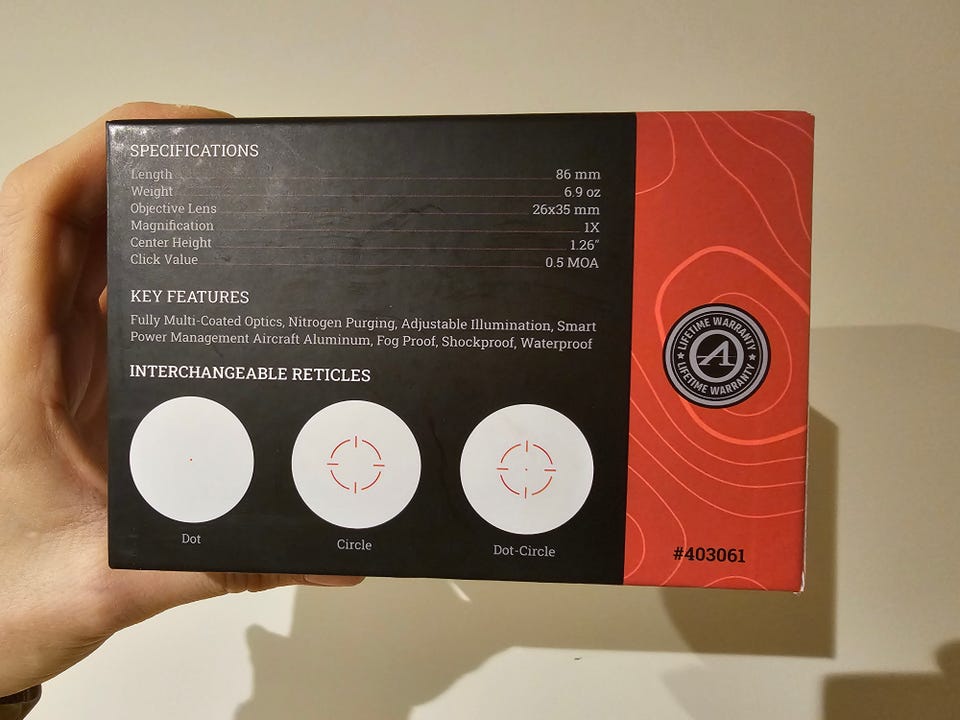 SPECIFICATIONS
Length 86 mm
Weight 6.9 oz
Objective Lens 26x35 mm
Magnification 1X
Center Height 1.26"
Click Value 0.5 MOA
KEY FEATURES
Fully Multi-Coated Optics, Nitrogen Purging, Adjustable Illumination, Smart
Power Management Aircraft Aluminum, Fog Proof, Shockproof, Waterproof
INTERCHANGEABLE RETICLES
Dot
Circle
Dot-Circle
LIFETIME WARRANTY
A
LIFETIME WARRANTY
#403061